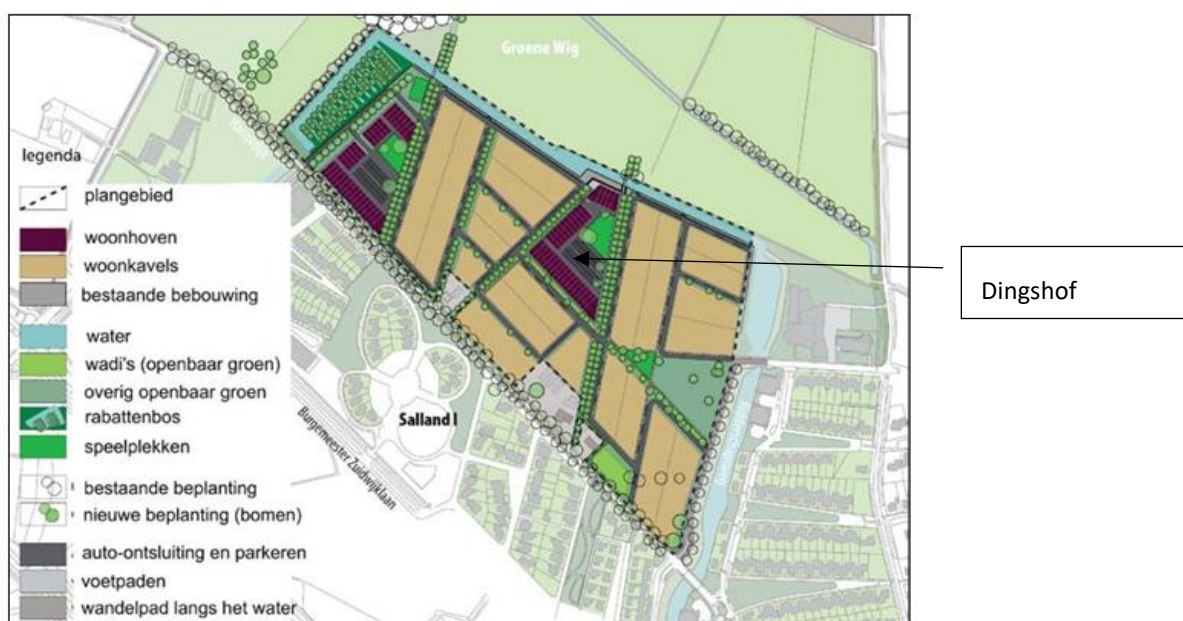 Groene Wig
legenda
plangebied
woonhoven
woonkavels
bestaande bebouwing
water
wadi's (openbaar groen)
overig openbaar groen
rabattenbos
speelplekken
bestaande beplanting
nieuwe beplanting (bomen)
auto-ontsluiting en parkeren
voetpaden
wandelpad langs het water
Salland I
Burgemeester Zuidwijklaan
Dingshof